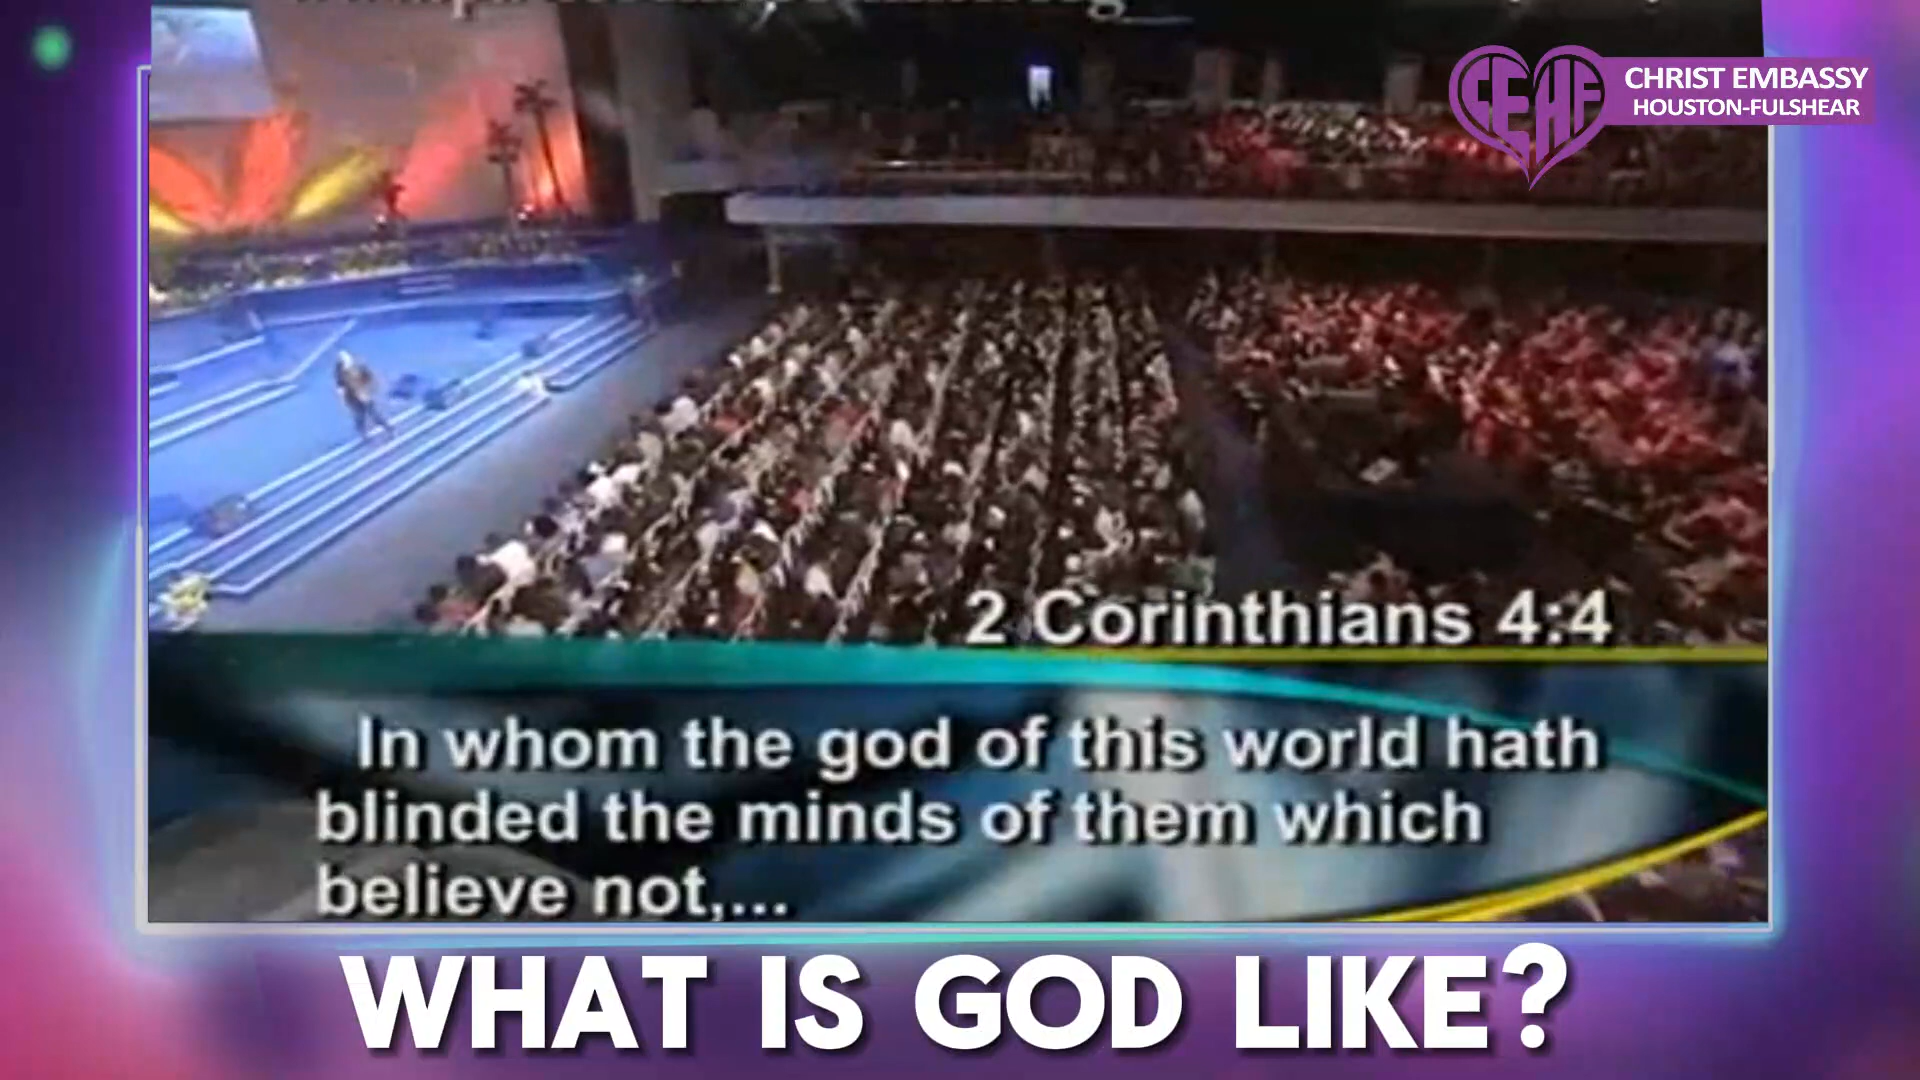 CEHF
CHRIST EMBASSY
HOUSTON-FULSHEAR
2 Corinthians 4:4
In whom the god of this world hath
blinded the minds of them which
believe not,...
WHAT IS GOD LIKE?